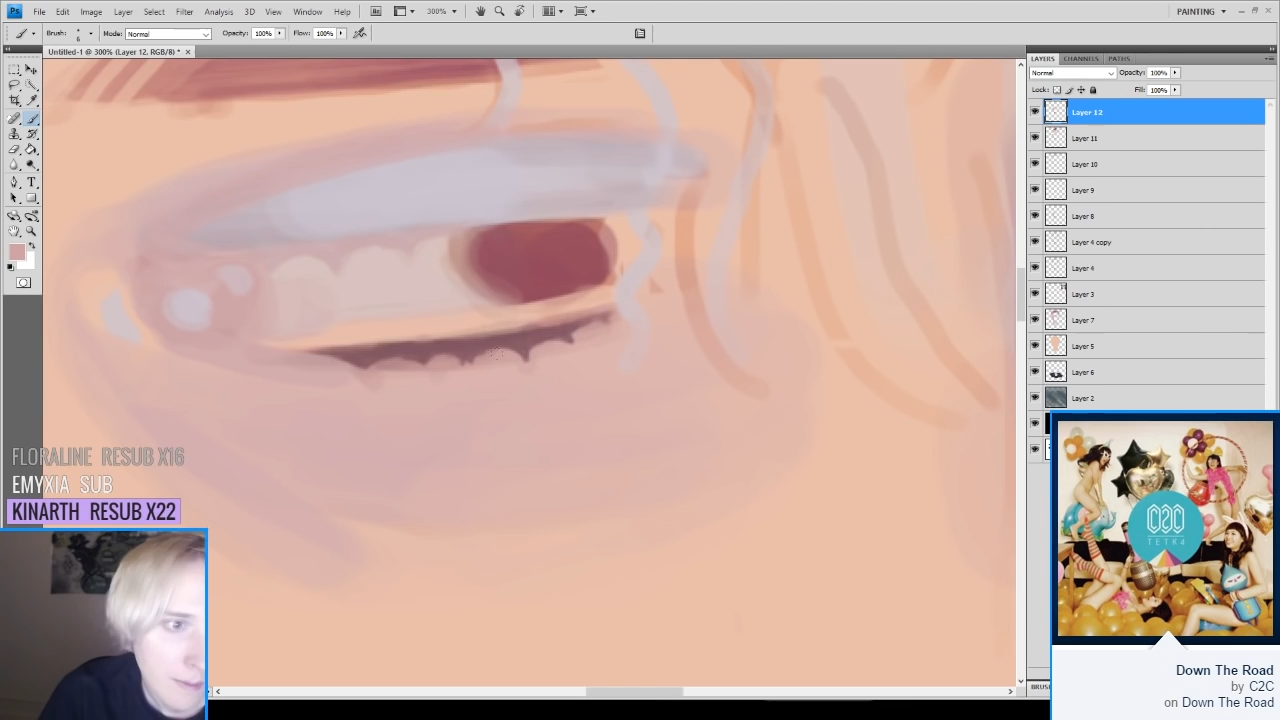 Ps File Edit Image Layer Select Filter Analysis 3D View Window Help 300% PAINTING
Brush: 6 Mode: Normal Opacity: 100% Flow: 100%
Untitled-1 @ 300% (Layer 12, RGB/8) *
LAYERS CHANNELS PATHS
Normal Opacity: 100%
Lock: Fill: 100%
Layer 12
Layer 11
Layer 10
Layer 9
Layer 8
Layer 4 copy
Layer 4
Layer 3
Layer 7
Layer 5
Layer 6
Layer 2
FLORALINE RESUB X16
EMYXIA SUB
KINARTH RESUB X22
C2C
TETRA
Down The Road
by C2C
on Down The Road